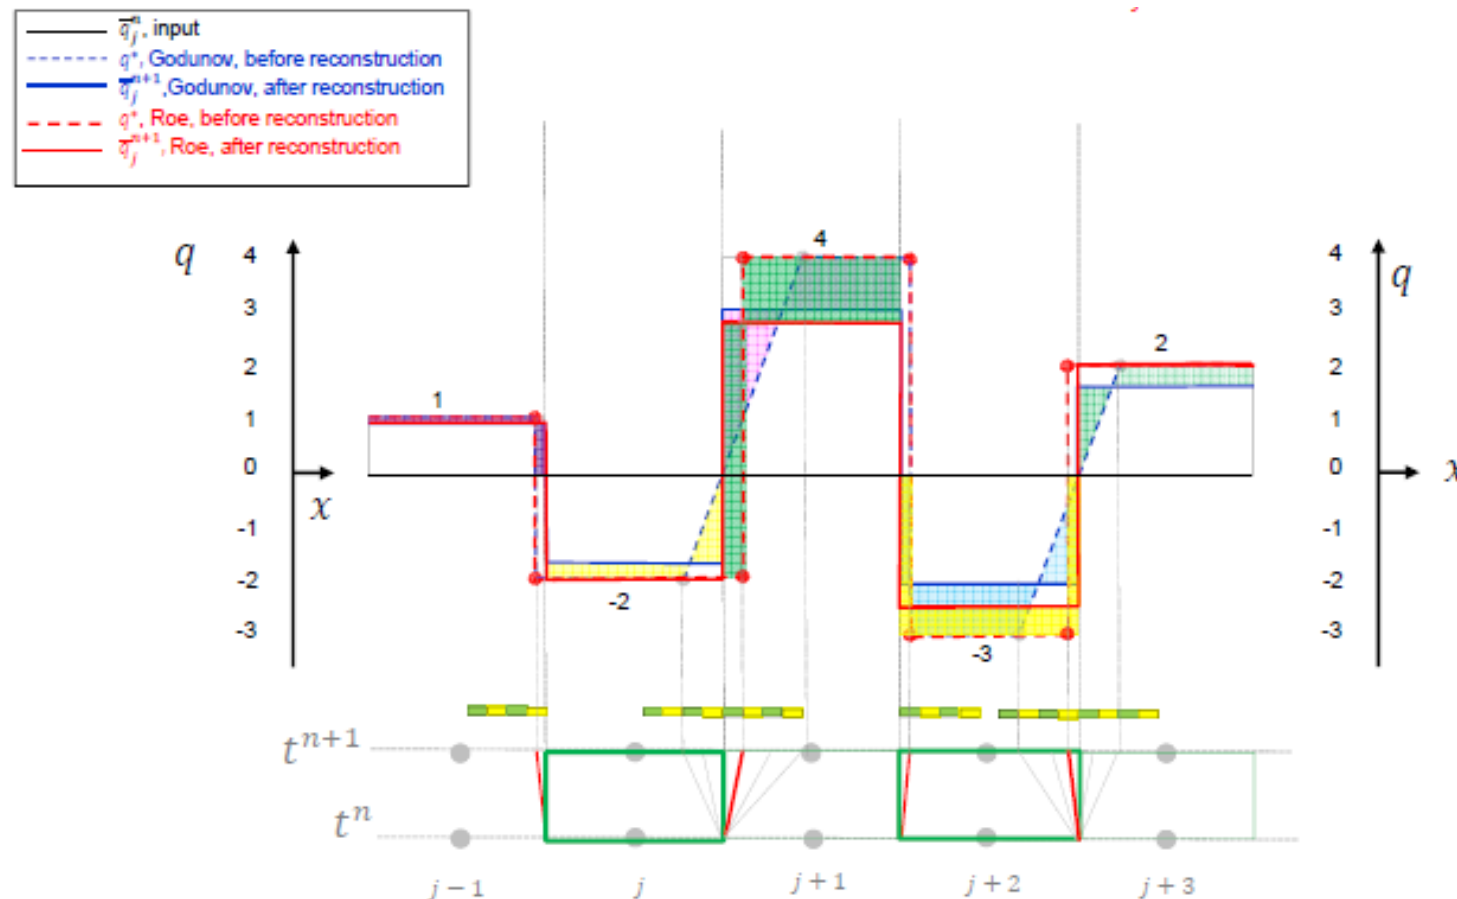 q̅ⱼⁿ, input
q*, Godunov, before reconstruction
q̅ⱼⁿ⁺¹,Godunov, after reconstruction
q*, Roe, before reconstruction
q̅ⱼⁿ⁺¹, Roe, after reconstruction
q
4
3
2
1
0
-1
-2
-3
x
1
-2
4
-3
2
4
3
2
1
0
-1
-2
-3
q
x
tⁿ⁺¹
tⁿ
j − 1
j
j + 1
j + 2
j + 3